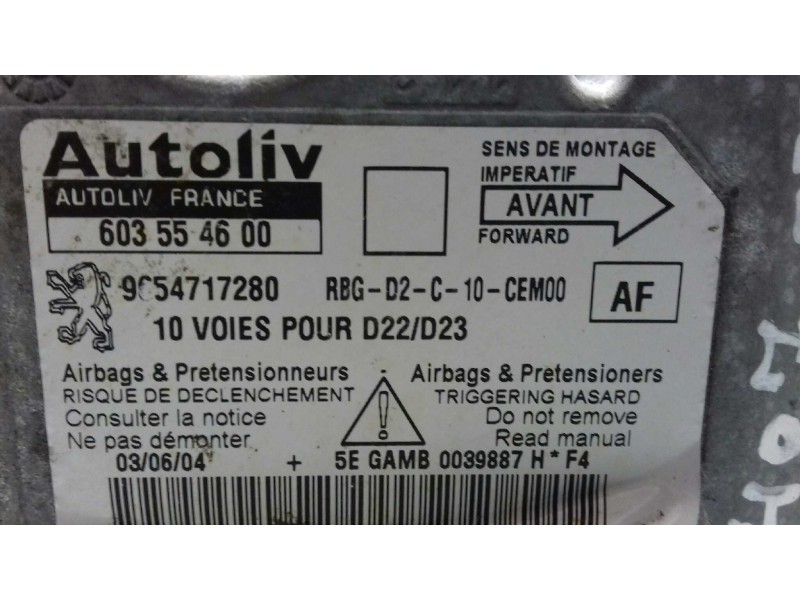 Autoliv
AUTOLIV FRANCE
603 55 46 00
SENS DE MONTAGE
IMPERATIF
AVANT
FORWARD
9654717280 RBG-D2-C-10-CEM00
AF
10 VOIES POUR D22/D23
Airbags & Pretensionneurs
RISQUE DE DECLENCHEMENT
Consulter la notice
Ne pas démonter
Airbags & Pretensioners
TRIGGERING HASARD
Do not remove
Read manual
03/06/04 + 5E GAMB 0039887 H*F4